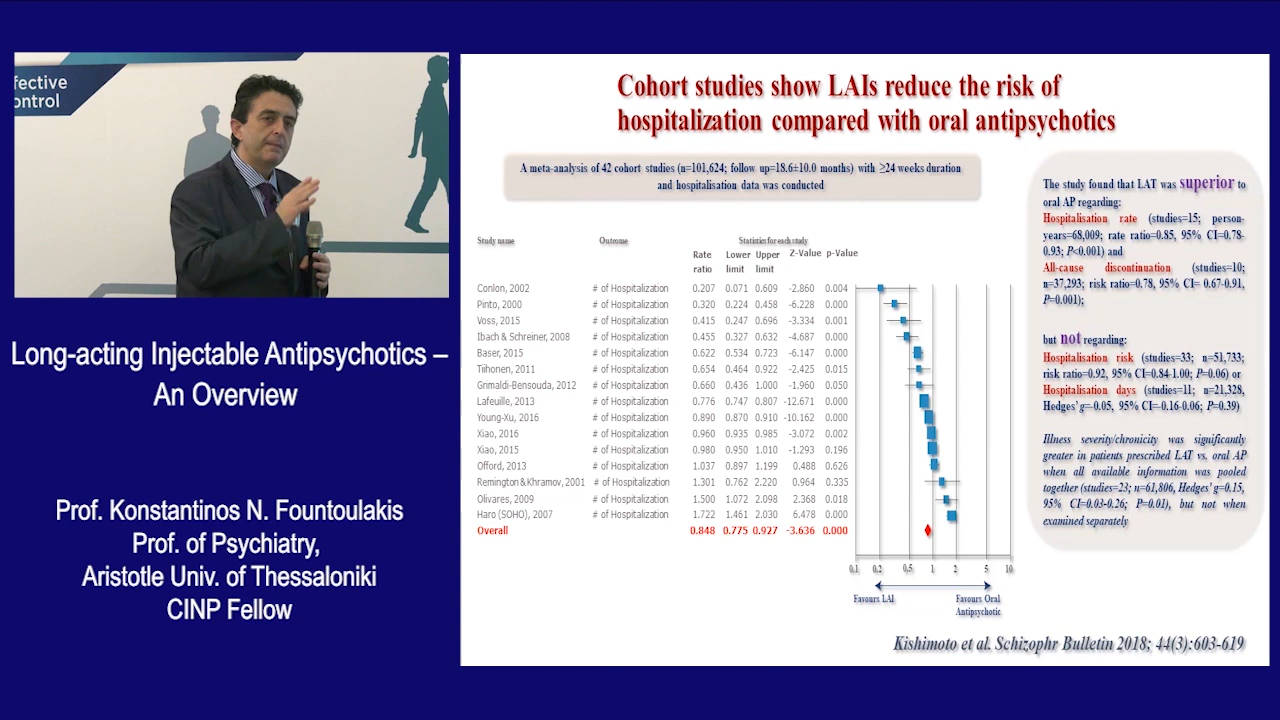 fective
ontrol
Long-acting Injectable Antipsychotics –
An Overview
Prof. Konstantinos N. Fountoulakis
Prof. of Psychiatry,
Aristotle Univ. of Thessaloniki
CINP Fellow
Cohort studies show LAIs reduce the risk of
hospitalization compared with oral antipsychotics
A meta-analysis of 42 cohort studies (n=101,624; follow up=18.6±10.0 months) with ≥24 weeks duration
and hospitalisation data was conducted
Study name Outcome Statistics for each study
Rate ratio Lower limit Upper limit Z-Value p-Value
Conlon, 2002 # of Hospitalization 0.207 0.071 0.609 -2.860 0.004
Pinto, 2000 # of Hospitalization 0.320 0.224 0.458 -6.228 0.000
Voss, 2015 # of Hospitalization 0.415 0.247 0.696 -3.334 0.001
Ibach & Schreiner, 2008 # of Hospitalization 0.455 0.327 0.632 -4.687 0.000
Baser, 2015 # of Hospitalization 0.622 0.534 0.723 -6.147 0.000
Tiihonen, 2011 # of Hospitalization 0.654 0.464 0.922 -2.425 0.015
Grimaldi-Bensouda, 2012 # of Hospitalization 0.660 0.436 1.000 -1.960 0.050
Lafeuille, 2013 # of Hospitalization 0.776 0.747 0.807 -12.671 0.000
Young-Xu, 2016 # of Hospitalization 0.890 0.870 0.910 -10.162 0.000
Xiao, 2016 # of Hospitalization 0.960 0.935 0.985 -3.072 0.002
Xiao, 2015 # of Hospitalization 0.980 0.950 1.010 -1.293 0.196
Offord, 2013 # of Hospitalization 1.037 0.897 1.199 0.488 0.626
Remington & Khramov, 2001 # of Hospitalization 1.301 0.762 2.220 0.964 0.335
Olivares, 2009 # of Hospitalization 1.500 1.072 2.098 2.368 0.018
Haro (SOHO), 2007 # of Hospitalization 1.722 1.461 2.030 6.478 0.000
Overall 0.848 0.775 0.927 -3.636 0.000
0.1 0.2 0.5 1 2 5 10
Favours LAI Favours Oral
Antipsychotic
The study found that LAT was superior to
oral AP regarding:
Hospitalisation rate (studies=15; person-
years=68,009; rate ratio=0.85, 95% CI=0.78-
0.93; P<0.001) and
All-cause discontinuation (studies=10;
n=37,293; risk ratio=0.78, 95% CI= 0.67-0.91,
P=0.001);
but not regarding:
Hospitalisation risk (studies=33; n=51,733;
risk ratio=0.92, 95% CI=0.84-1.00; P=0.06) or
Hospitalisation days (studies=11; n=21,328,
Hedges' g=-0.05, 95% CI=-0.16-0.06; P=0.39)
Illness severity/chronicity was significantly
greater in patients prescribed LAT vs. oral AP
when all available information was pooled
together (studies=23; n=61,806, Hedges' g=0.15,
95% CI=0.03-0.26; P=0.01), but not when
examined separately
Kishimoto et al. Schizophr Bulletin 2018; 44(3):603-619